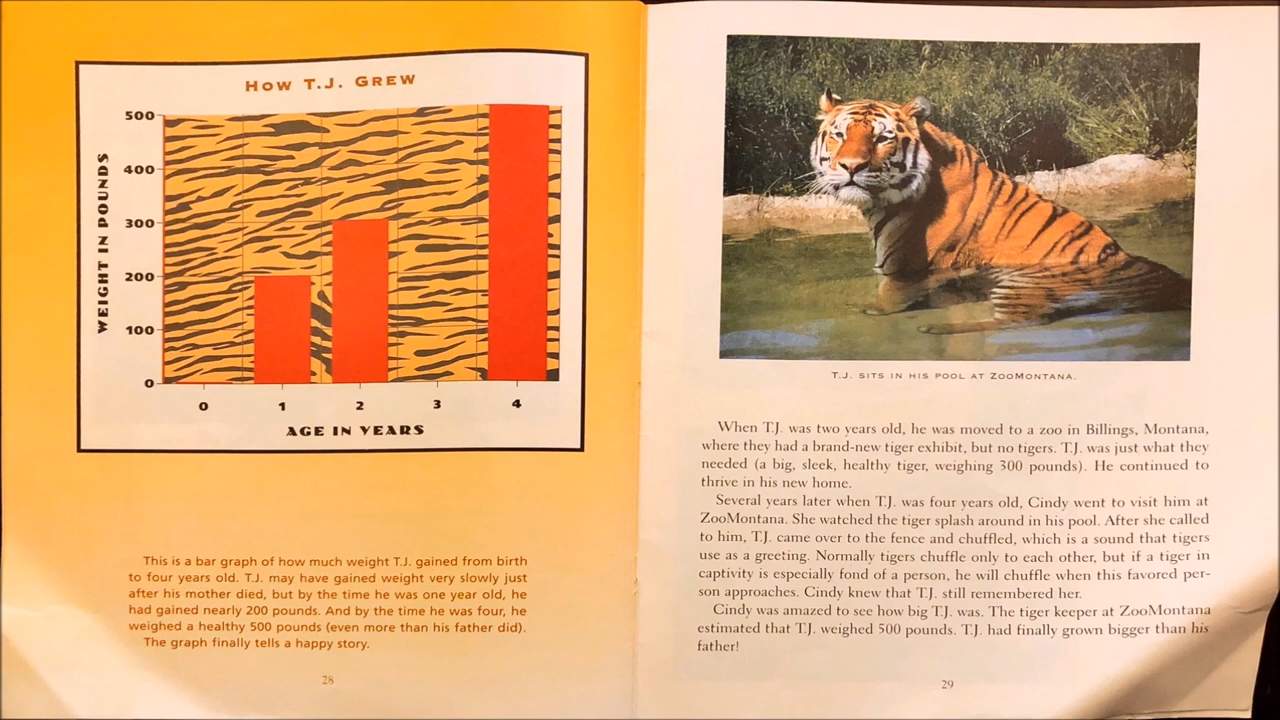 HOW T.J. GREW
500
400
300
200
100
0
WEIGHT IN POUNDS
0 1 2 3 4
AGE IN YEARS
This is a bar graph of how much weight T.J. gained from birth
to four years old. T.J. may have gained weight very slowly just
after his mother died, but by the time he was one year old, he
had gained nearly 200 pounds. And by the time he was four, he
weighed a healthy 500 pounds (even more than his father did).
The graph finally tells a happy story.
28
T.J. SITS IN HIS POOL AT ZOOMONTANA.
When T.J. was two years old, he was moved to a zoo in Billings, Montana,
where they had a brand-new tiger exhibit, but no tigers. T.J. was just what they
needed (a big, sleek, healthy tiger, weighing 300 pounds). He continued to
thrive in his new home.
Several years later when T.J. was four years old, Cindy went to visit him at
ZooMontana. She watched the tiger splash around in his pool. After she called
to him, T.J. came over to the fence and chuffled, which is a sound that tigers
use as a greeting. Normally tigers chuffle only to each other, but if a tiger in
captivity is especially fond of a person, he will chuffle when this favored per-
son approaches. Cindy knew that T.J. still remembered her.
Cindy was amazed to see how big T.J. was. The tiger keeper at ZooMontana
estimated that T.J. weighed 500 pounds. T.J. had finally grown bigger than his
father!
29